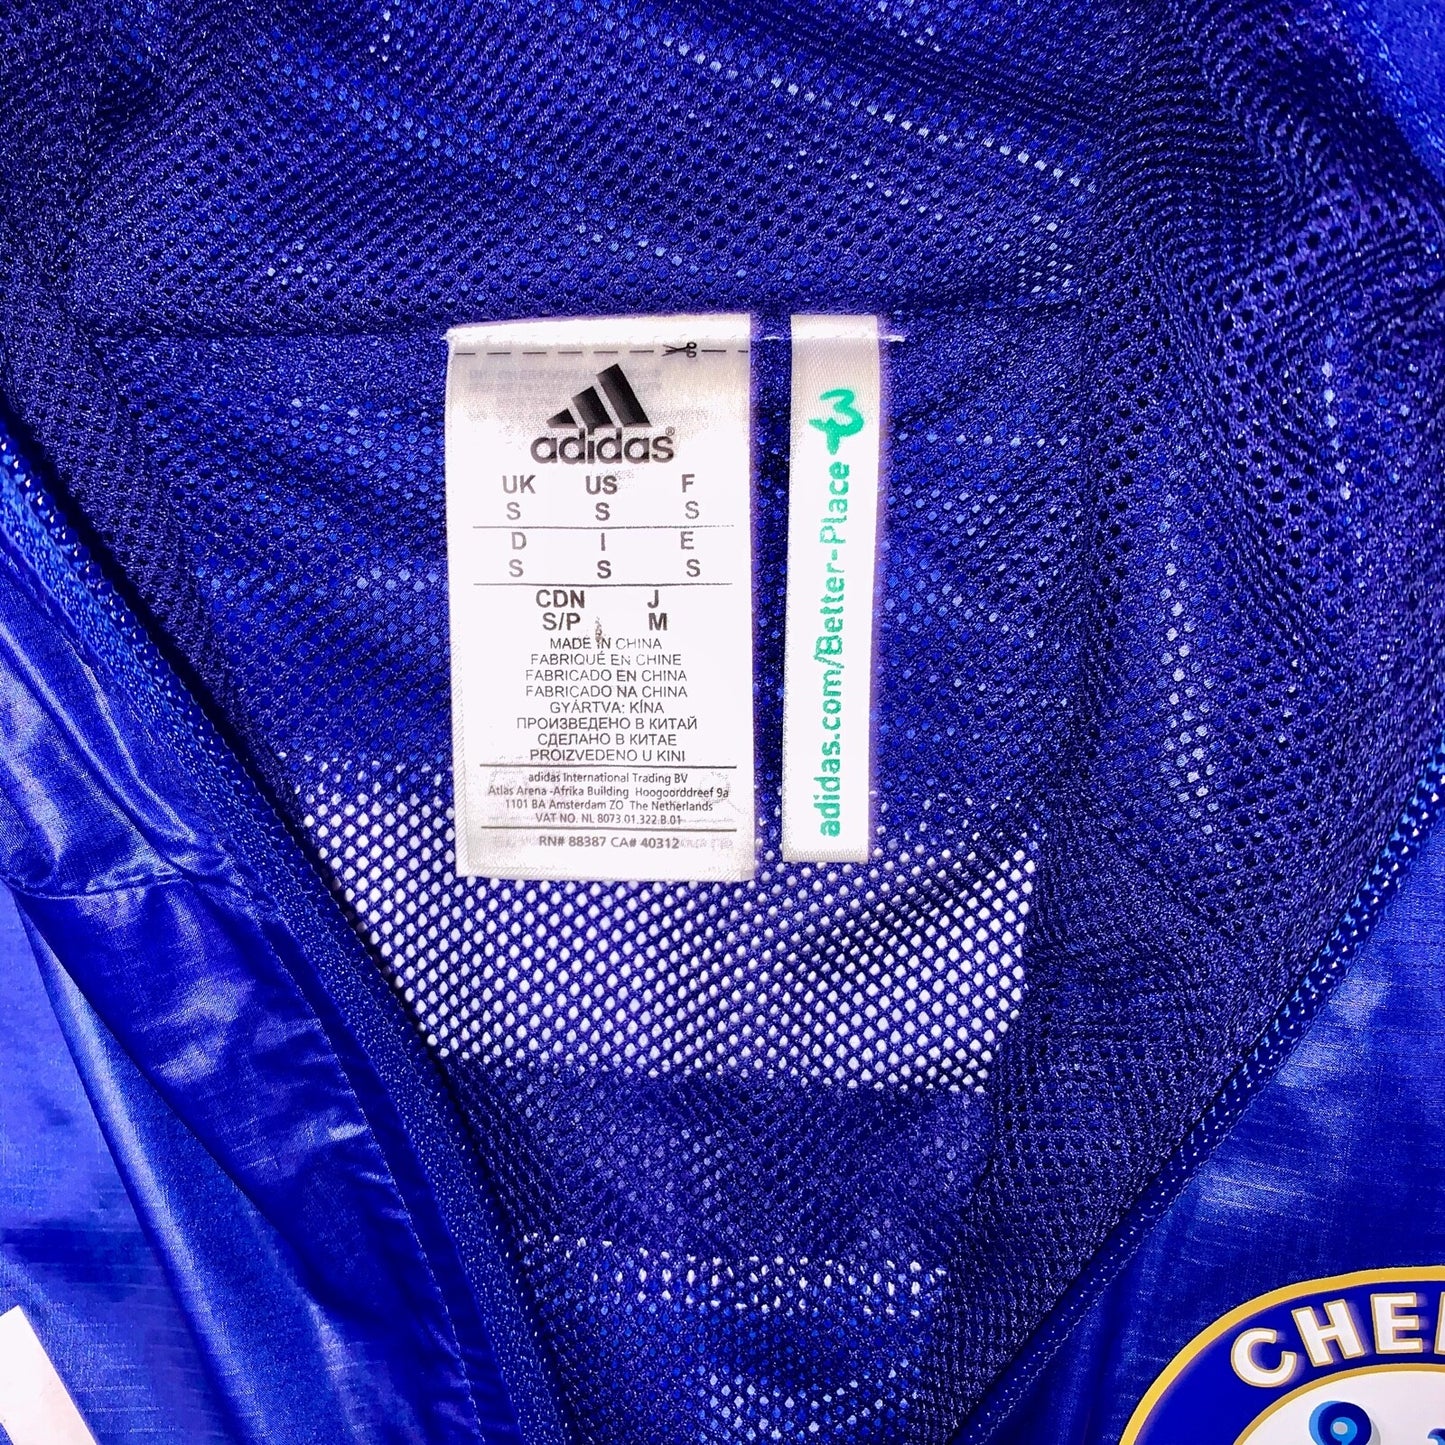 adidas®
UK US F
S S S
D I E
S S S
CDN J
S/P M
MADE IN CHINA
FABRIQUÉ EN CHINE
FABRICADO EN CHINA
FABRICADO NA CHINA
GYÁRTVA: KÍNA
ПРОИЗВЕДЕНО В КИТАЙ
СДЕЛАНО В КИТАЕ
PROIZVEDENO U KINI
adidas International Trading BV
Atlas Arena -Afrika Building Hoogoorddreef 9a
1101 BA Amsterdam ZO The Netherlands
VAT NO. NL 8073 01.322 B.01
RN# 88387 CA# 40312
adidas.com/Better-Place
CHE